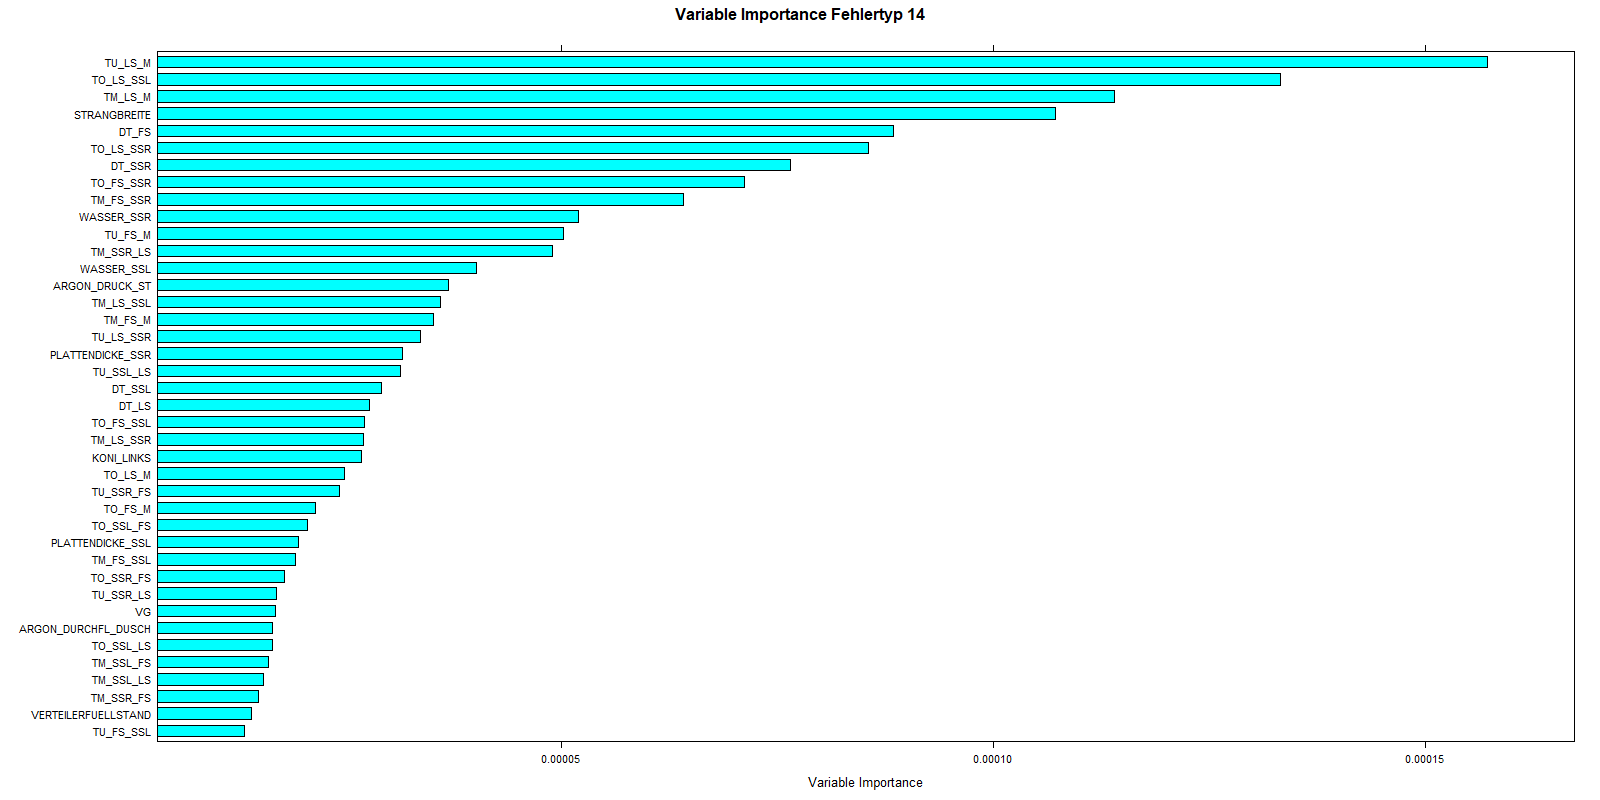 Variable Importance Fehlertyp 14
TU_LS_M
TO_LS_SSL
TM_LS_M
STRANGBREITE
DT_FS
TO_LS_SSR
DT_SSR
TO_FS_SSR
TM_FS_SSR
WASSER_SSR
TU_FS_M
TM_SSR_LS
WASSER_SSL
ARGON_DRUCK_ST
TM_LS_SSL
TM_FS_M
TU_LS_SSR
PLATTENDICKE_SSR
TU_SSL_LS
DT_SSL
DT_LS
TO_FS_SSL
TM_LS_SSR
KONI_LINKS
TO_LS_M
TU_SSR_FS
TO_FS_M
TO_SSL_FS
PLATTENDICKE_SSL
TM_FS_SSL
TO_SSR_FS
TU_SSR_LS
VG
ARGON_DURCHFL_DUSCH
TO_SSL_LS
TM_SSL_FS
TM_SSL_LS
TM_SSR_FS
VERTEILERFUELLSTAND
TU_FS_SSL
0.00005 0.00010 0.00015
Variable Importance